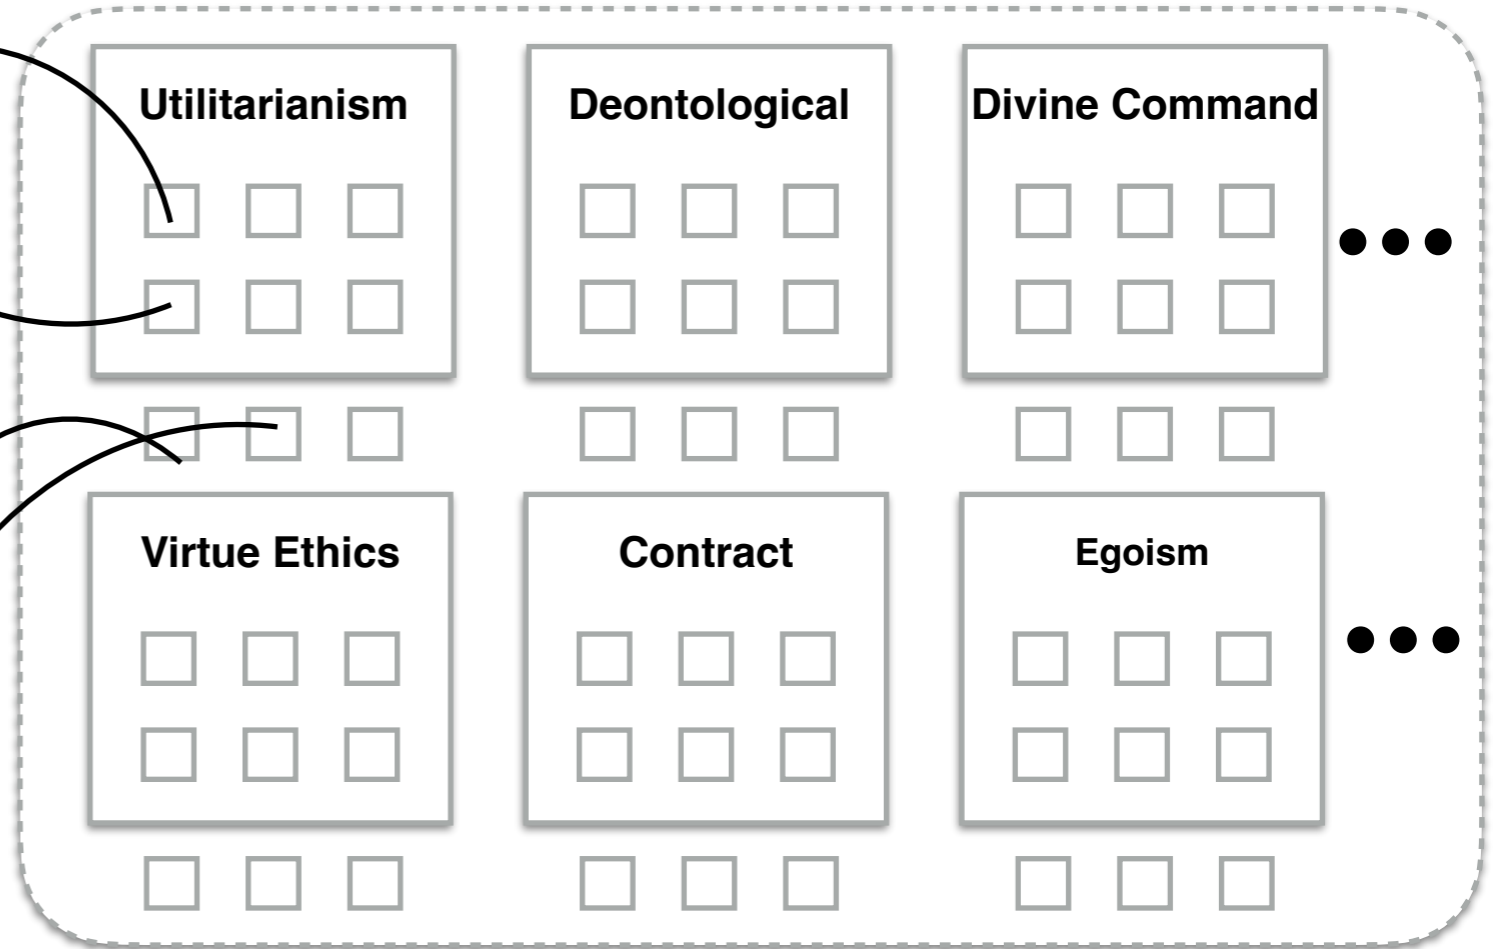 Utilitarianism
Deontological
Divine Command
Virtue Ethics
Contract
Egoism